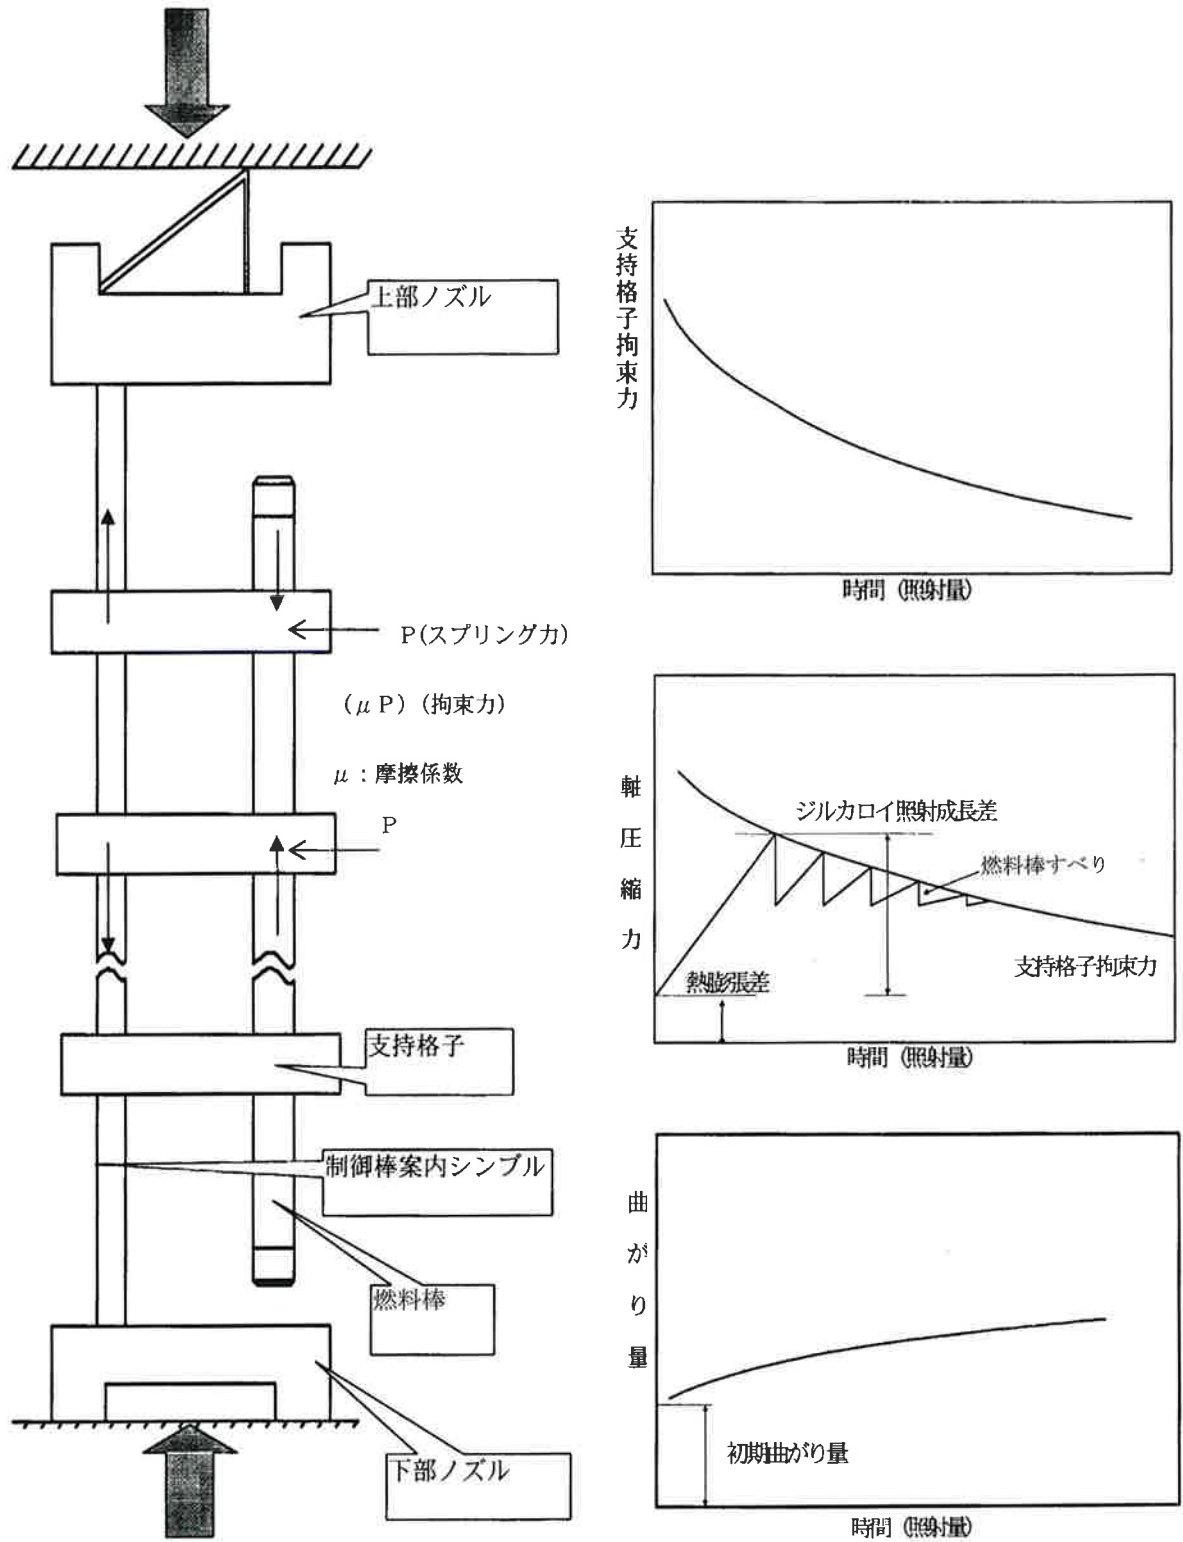 上部ノズル
P(スプリング力)
(μP)(拘束力)
μ:摩擦係数
P
支持格子
制御棒案内シンブル
燃料棒
下部ノズル
支持格子拘束力
時間 (照射量)
軸圧縮力
ジルカロイ照射成長差
燃料棒すべり
熱膨張差
支持格子拘束力
時間 (照射量)
曲がり量
初期曲がり量
時間 (照射量)